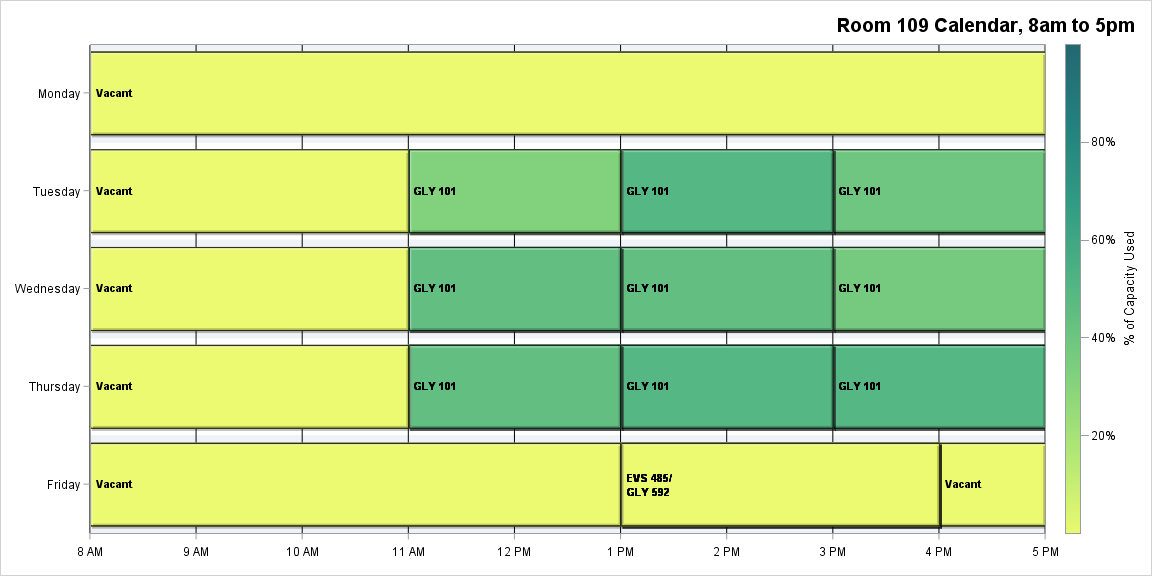 Room 109 Calendar, 8am to 5pm
Monday
Vacant
Tuesday
Vacant
GLY 101
GLY 101
GLY 101
Wednesday
Vacant
GLY 101
GLY 101
GLY 101
Thursday
Vacant
GLY 101
GLY 101
GLY 101
Friday
Vacant
EVS 485/
GLY 592
Vacant
8 AM
9 AM
10 AM
11 AM
12 PM
1 PM
2 PM
3 PM
4 PM
5 PM
80%
60%
40%
20%
% of Capacity Used